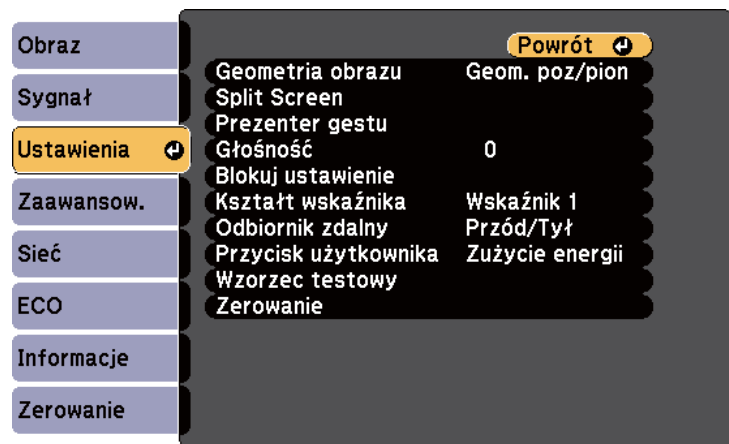 Obraz
Sygnał
Ustawienia
Zaawansow.
Sieć
ECO
Informacje
Zerowanie
Powrót
Geometria obrazu Geom. poz/pion
Split Screen
Prezenter gestu
Głośność 0
Blokuj ustawienie
Kształt wskaźnika Wskaźnik 1
Odbiornik zdalny Przód/Tył
Przycisk użytkownika Zużycie energii
Wzorzec testowy
Zerowanie